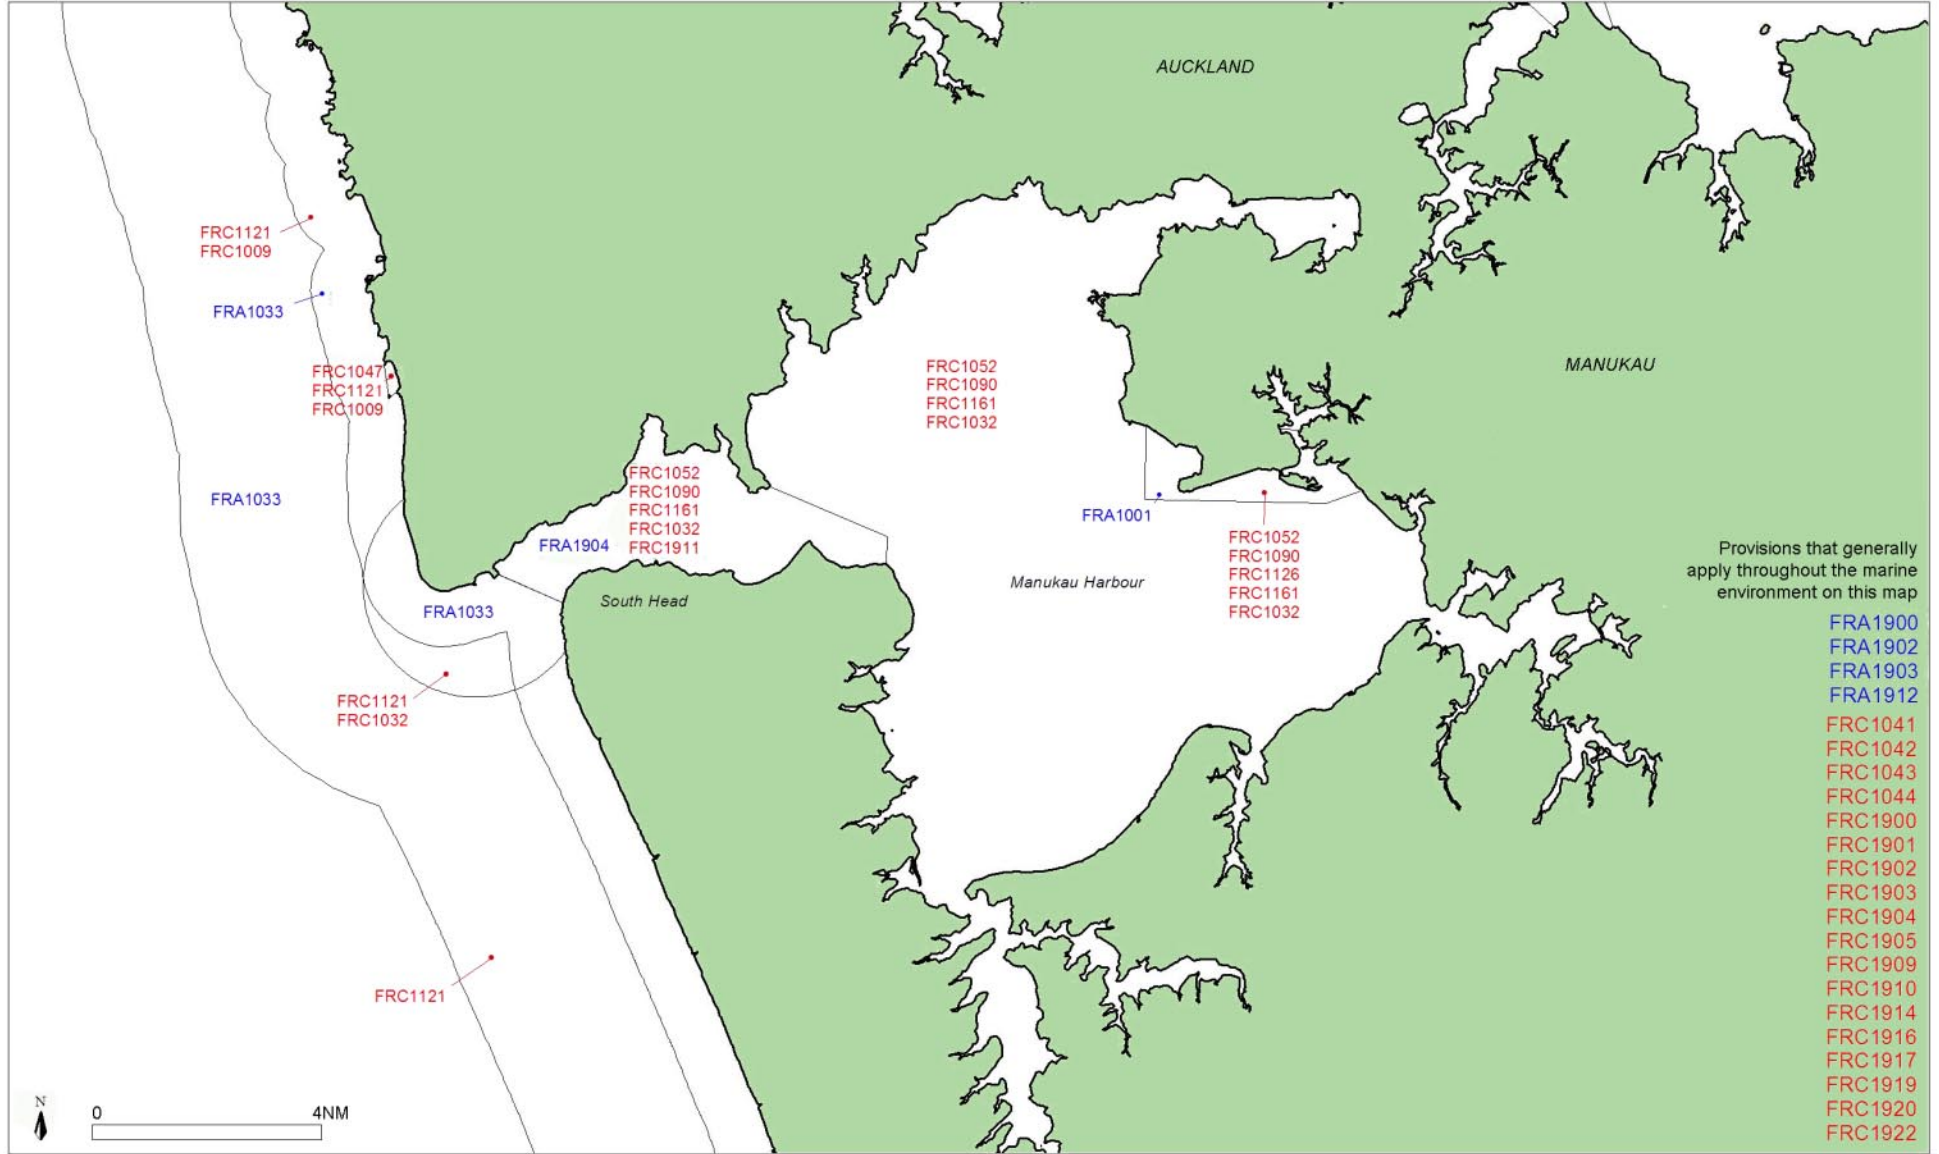 AUCKLAND
FRC1121
FRC1009
FRA1033
FRC1047
FRC1121
FRC1009
FRC1052
FRC1090
FRC1161
FRC1032
MANUKAU
FRA1033
FRC1052
FRC1090
FRC1161
FRC1032
FRC1911
FRA1904
FRA1001
FRC1052
FRC1090
FRC1126
FRC1161
FRC1032
Manukau Harbour
South Head
FRA1033
FRC1121
FRC1032
FRC1121
Provisions that generally
apply throughout the marine
environment on this map
FRA1900
FRA1902
FRA1903
FRA1912
FRC1041
FRC1042
FRC1043
FRC1044
FRC1900
FRC1901
FRC1902
FRC1903
FRC1904
FRC1905
FRC1909
FRC1910
FRC1914
FRC1916
FRC1917
FRC1919
FRC1920
FRC1922
N
0 4NM